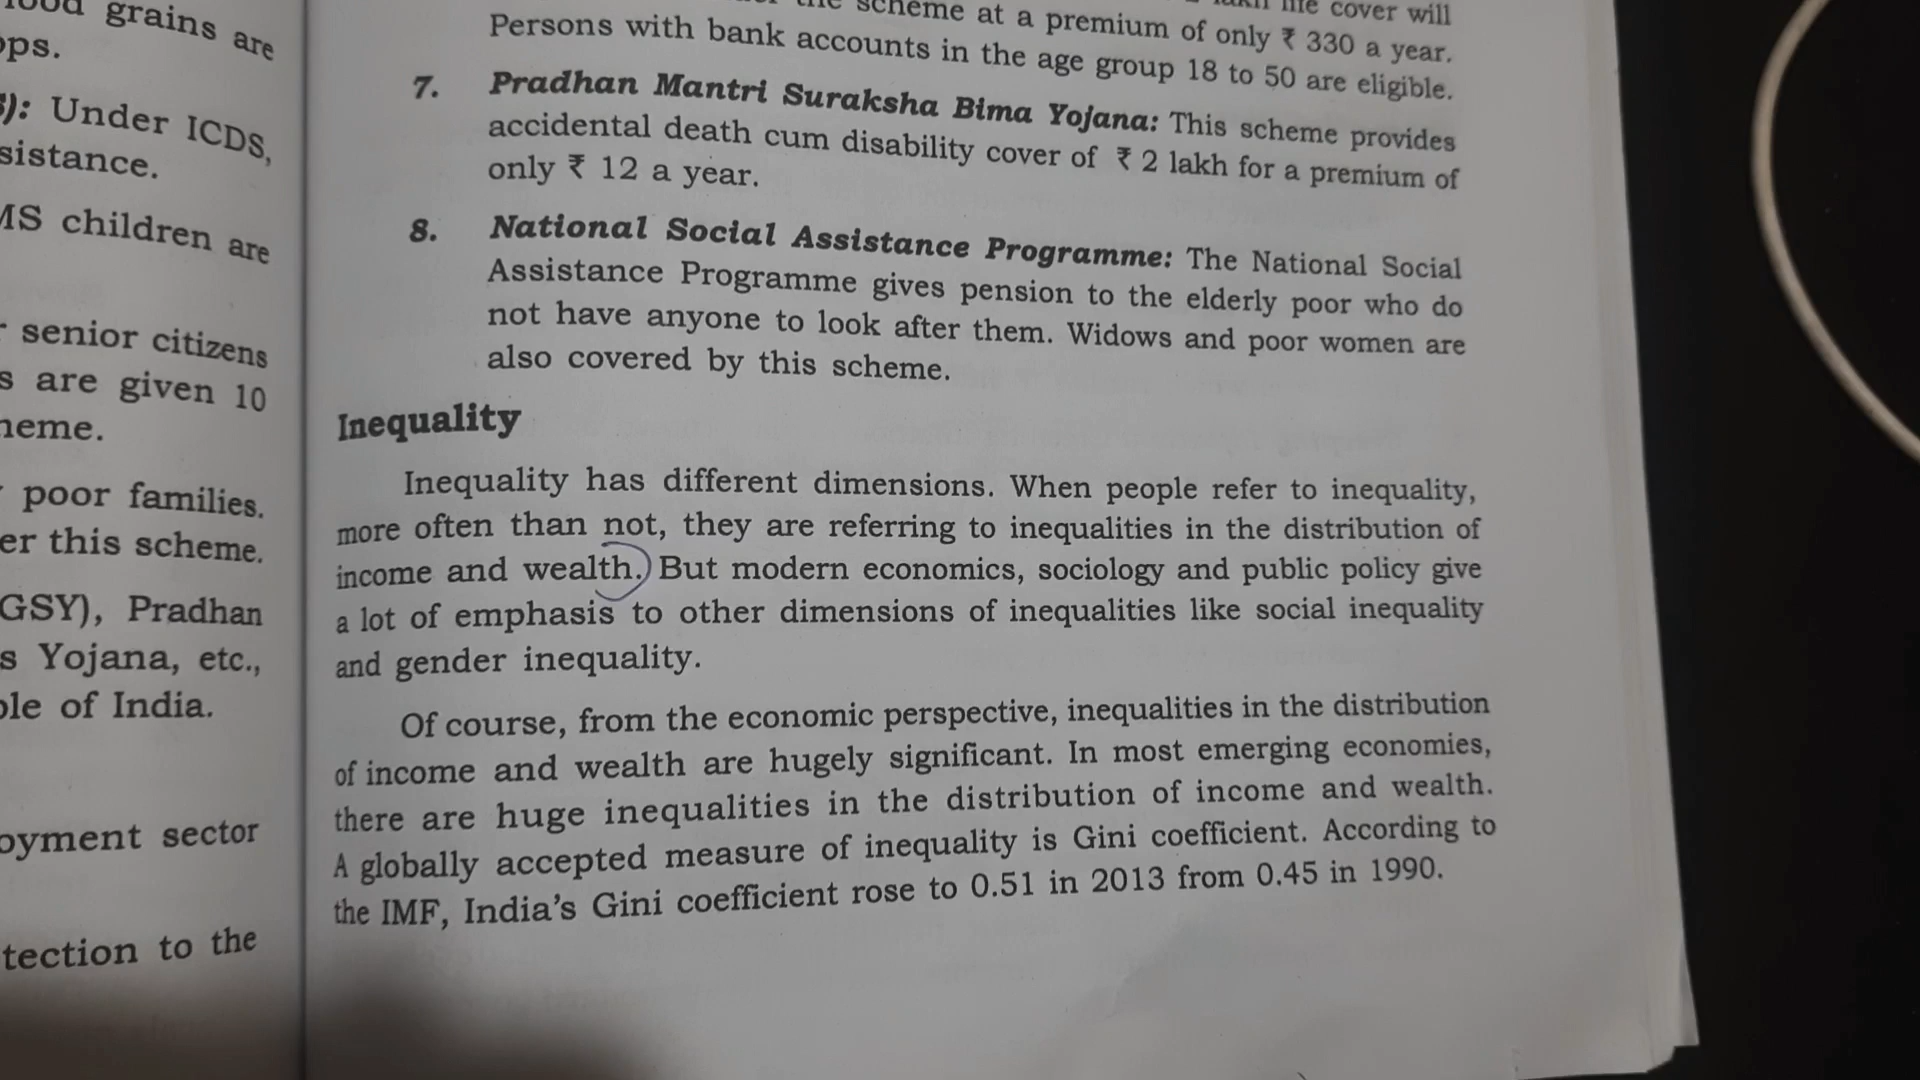 grains are
ops.
): Under ICDS,
sistance.
MS children are
senior citizens
s are given 10
heme.
poor families.
er this scheme.
GSY), Pradhan
s Yojana, etc.,
ple of India.
oyment sector
tection to the
scheme at a premium of only ₹ 330 a year.
cover will
Persons with bank accounts in the age group 18 to 50 are eligible.
7. Pradhan Mantri Suraksha Bima Yojana: This scheme provides
accidental death cum disability cover of ₹ 2 lakh for a premium of
only ₹ 12 a year.
8. National Social Assistance Programme: The National Social
Assistance Programme gives pension to the elderly poor who do
not have anyone to look after them. Widows and poor women are
also covered by this scheme.
Inequality
Inequality has different dimensions. When people refer to inequality,
more often than not, they are referring to inequalities in the distribution of
income and wealth. But modern economics, sociology and public policy give
a lot of emphasis to other dimensions of inequalities like social inequality
and gender inequality.
Of course, from the economic perspective, inequalities in the distribution
of income and wealth are hugely significant. In most emerging economies,
there are huge inequalities in the distribution of income and wealth.
A globally accepted measure of inequality is Gini coefficient. According to
the IMF, India's Gini coefficient rose to 0.51 in 2013 from 0.45 in 1990.